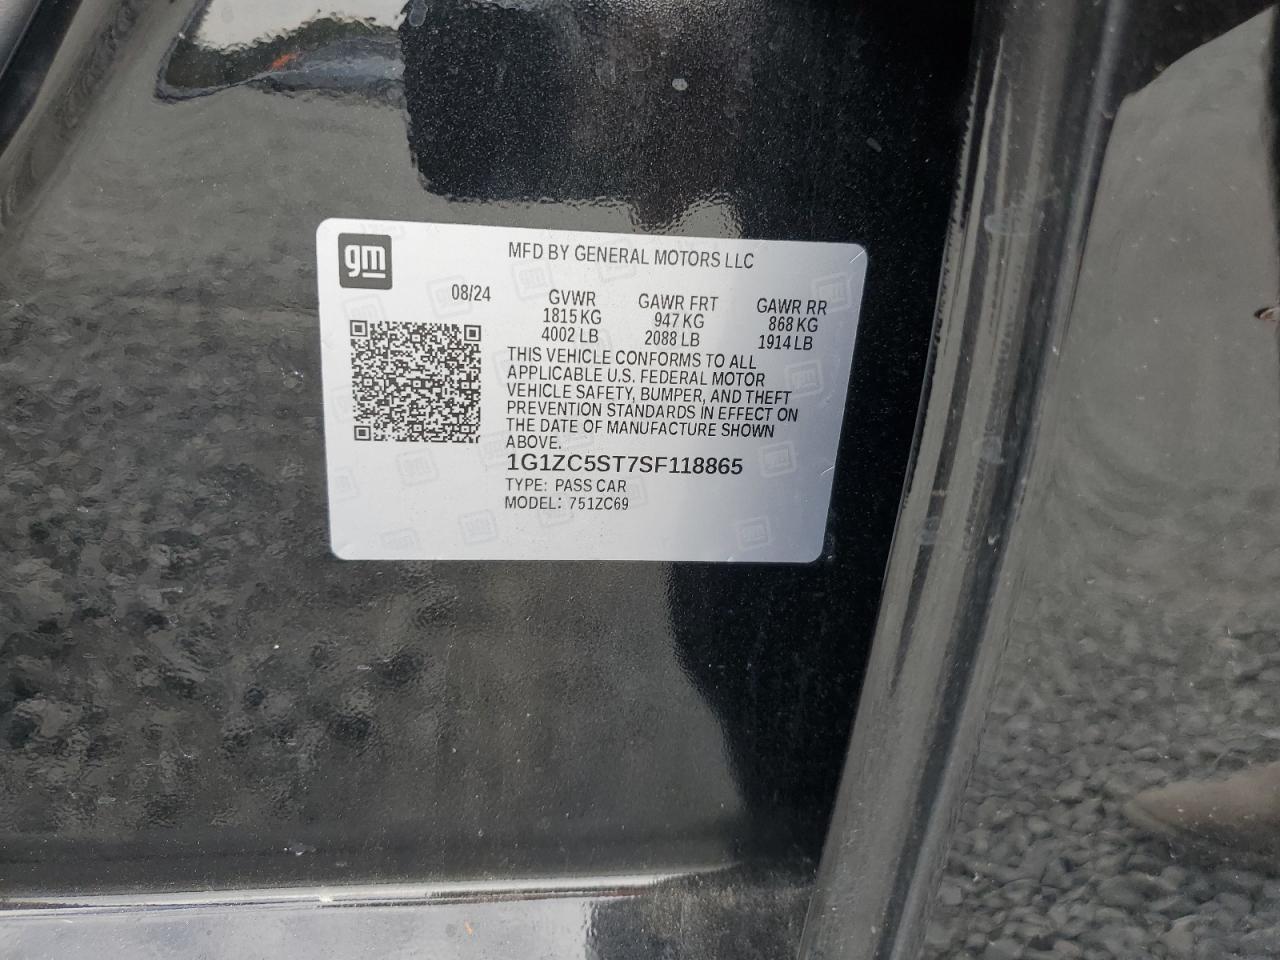 gm
MFD BY GENERAL MOTORS LLC
08/24 GVWR GAWR FRT GAWR RR
1815 KG 947 KG 868 KG
4002 LB 2088 LB 1914 LB
THIS VEHICLE CONFORMS TO ALL
APPLICABLE U.S. FEDERAL MOTOR
VEHICLE SAFETY, BUMPER, AND THEFT
PREVENTION STANDARDS IN EFFECT ON
THE DATE OF MANUFACTURE SHOWN
ABOVE.
1G1ZC5ST7SF118865
TYPE: PASS CAR
MODEL: 751ZC69